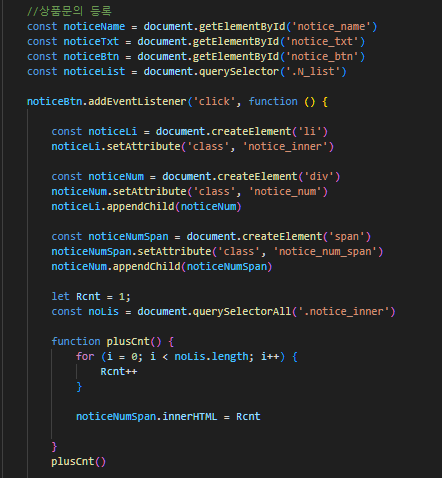 //상품문의 등록
const noticeName = document.getElementById('notice_name')
const noticeTxt = document.getElementById('notice_txt')
const noticeBtn = document.getElementById('notice_btn')
const noticeList = document.querySelector('.N_list')
noticeBtn.addEventListener('click', function () {
const noticeLi = document.createElement('li')
noticeLi.setAttribute('class', 'notice_inner')
const noticeNum = document.createElement('div')
noticeNum.setAttribute('class', 'notice_num')
noticeLi.appendChild(noticeNum)
const noticeNumSpan = document.createElement('span')
noticeNumSpan.setAttribute('class', 'notice_num_span')
noticeNum.appendChild(noticeNumSpan)
let Rcnt = 1;
const noLis = document.querySelectorAll('.notice_inner')
function plusCnt() {
for (i = 0; i < noLis.length; i++) {
Rcnt++
}
noticeNumSpan.innerHTML = Rcnt
}
plusCnt()